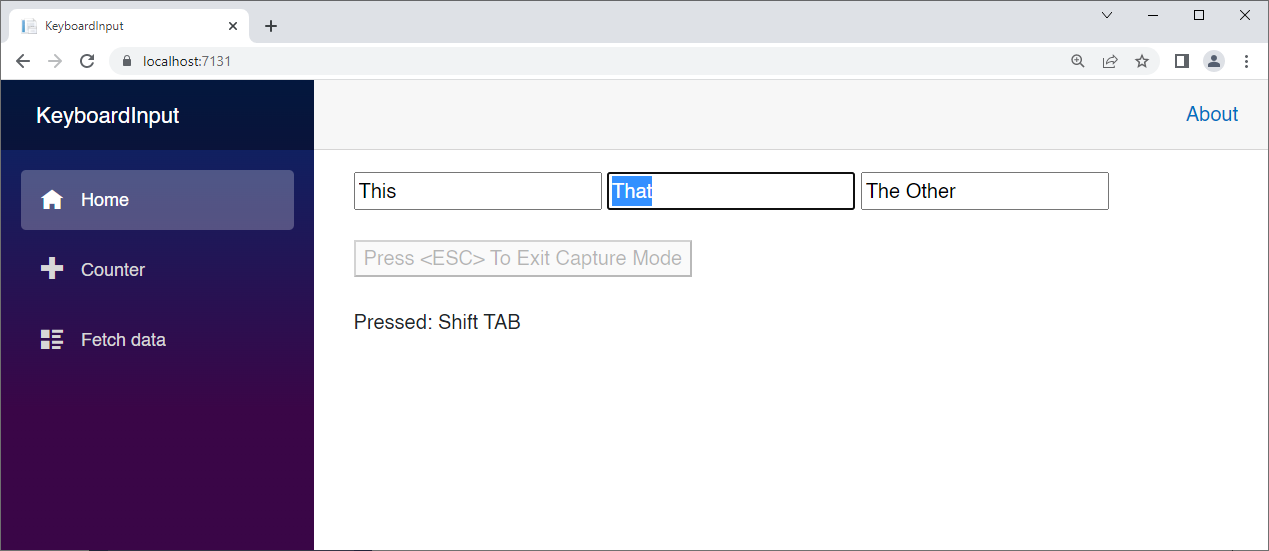 KeyboardInput
localhost:7131
KeyboardInput
About
Home
Counter
Fetch data
This That The Other
Press <ESC> To Exit Capture Mode
Pressed: Shift TAB